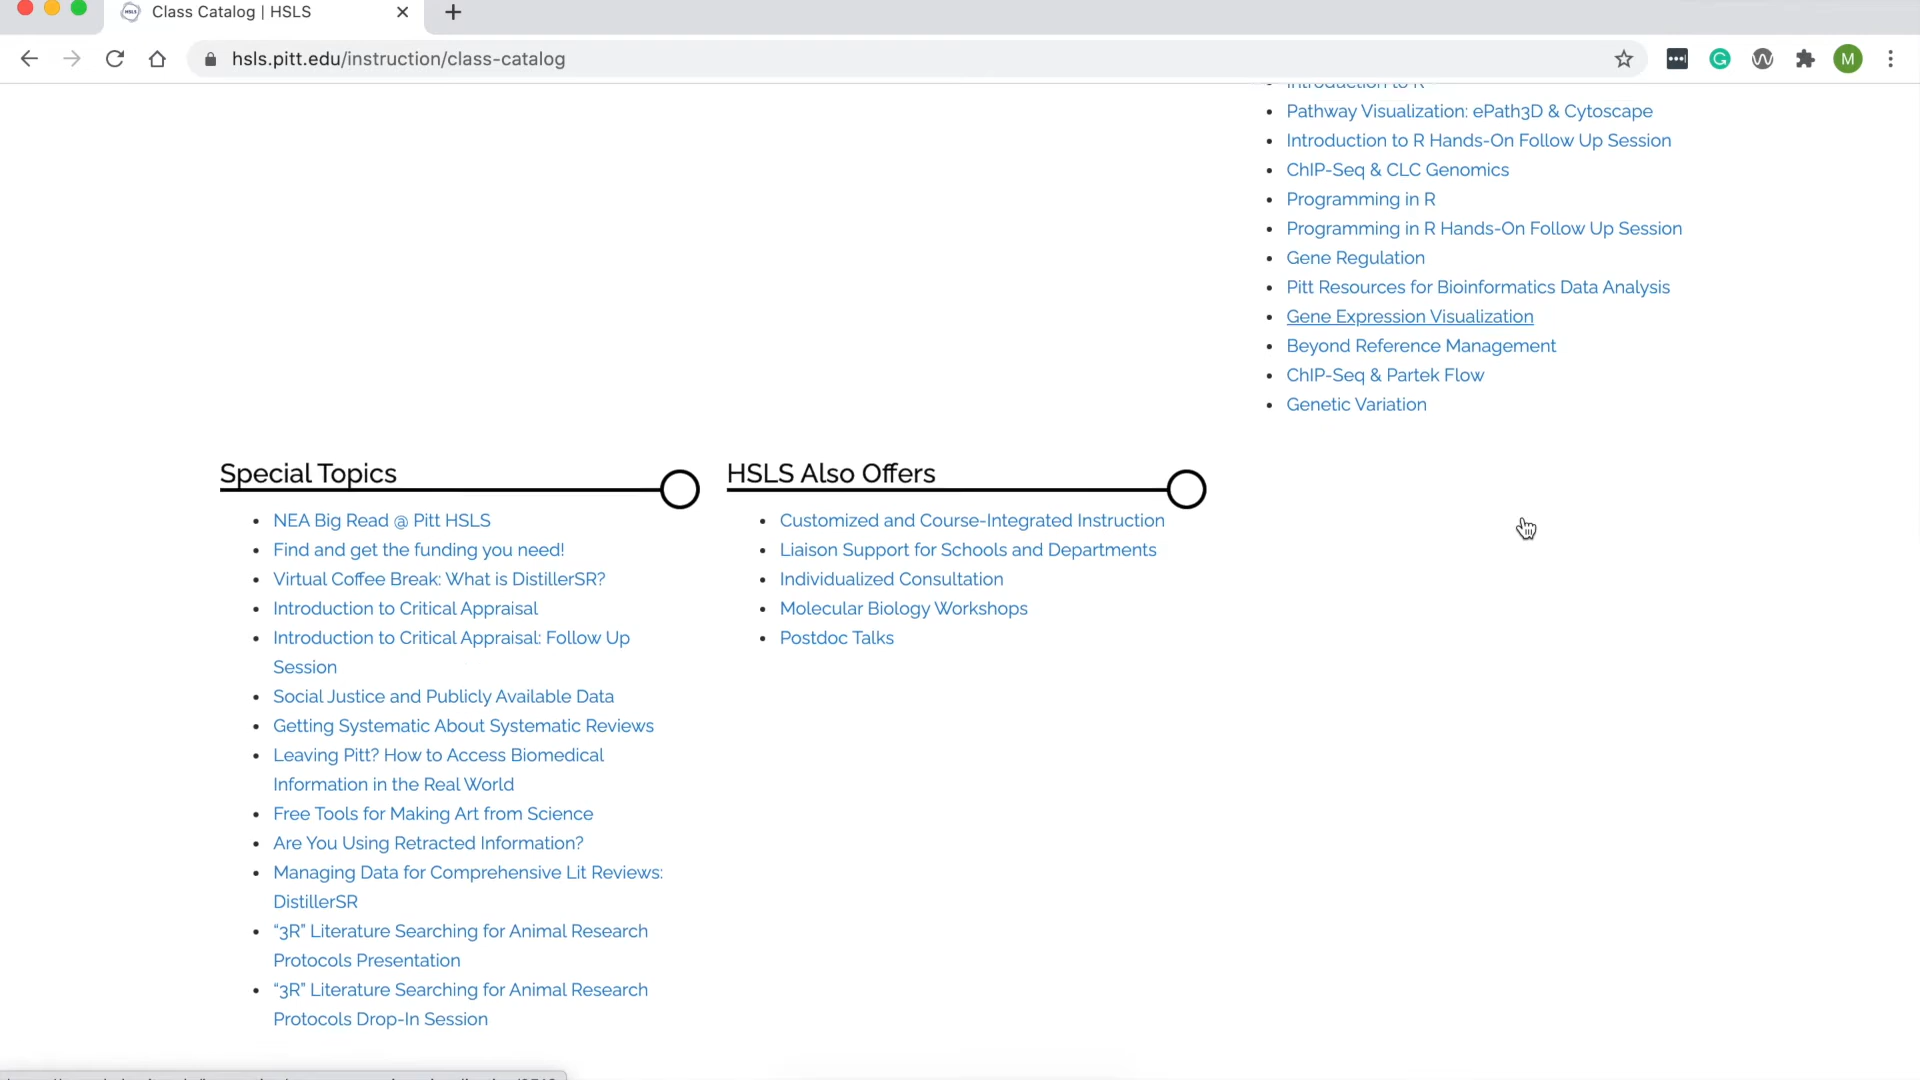 Class Catalog | HSLS
hsls.pitt.edu/instruction/class-catalog
M
Introduction to R
Pathway Visualization: ePath3D & Cytoscape
Introduction to R Hands-On Follow Up Session
ChIP-Seq & CLC Genomics
Programming in R
Programming in R Hands-On Follow Up Session
Gene Regulation
Pitt Resources for Bioinformatics Data Analysis
Gene Expression Visualization
Beyond Reference Management
ChIP-Seq & Partek Flow
Genetic Variation
Special Topics
NEA Big Read @ Pitt HSLS
Find and get the funding you need!
Virtual Coffee Break: What is DistillerSR?
Introduction to Critical Appraisal
Introduction to Critical Appraisal: Follow Up
Session
Social Justice and Publicly Available Data
Getting Systematic About Systematic Reviews
Leaving Pitt? How to Access Biomedical
Information in the Real World
Free Tools for Making Art from Science
Are You Using Retracted Information?
Managing Data for Comprehensive Lit Reviews:
DistillerSR
“3R” Literature Searching for Animal Research
Protocols Presentation
“3R” Literature Searching for Animal Research
Protocols Drop-In Session
HSLS Also Offers
Customized and Course-Integrated Instruction
Liaison Support for Schools and Departments
Individualized Consultation
Molecular Biology Workshops
Postdoc Talks